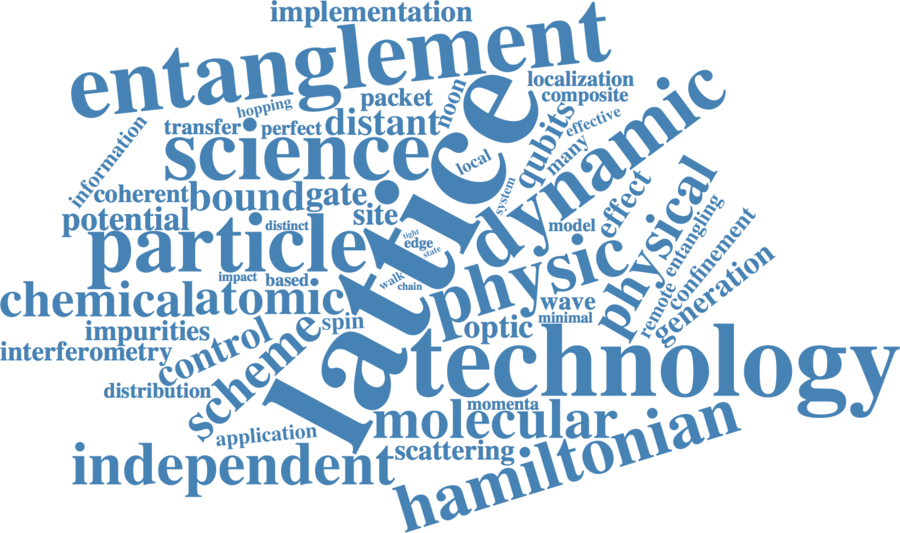 implementation
entanglement
localization
composite
packet
noon
hopping
transfer
perfect
distant
qubits
effective
many
dynamic
information
science
local
lattice
system
coherent
bound
gate
site
potential
distinct
particle
tight
edge
state
model
effect
physical
entangling
remote
confinement
generation
impact
based
walk
chain
physic
wave
minimal
chemical
atomic
impurities
spin
optic
interferometry
control
scheme
technology
distribution
momenta
molecular
application
scattering
independent
hamiltonian